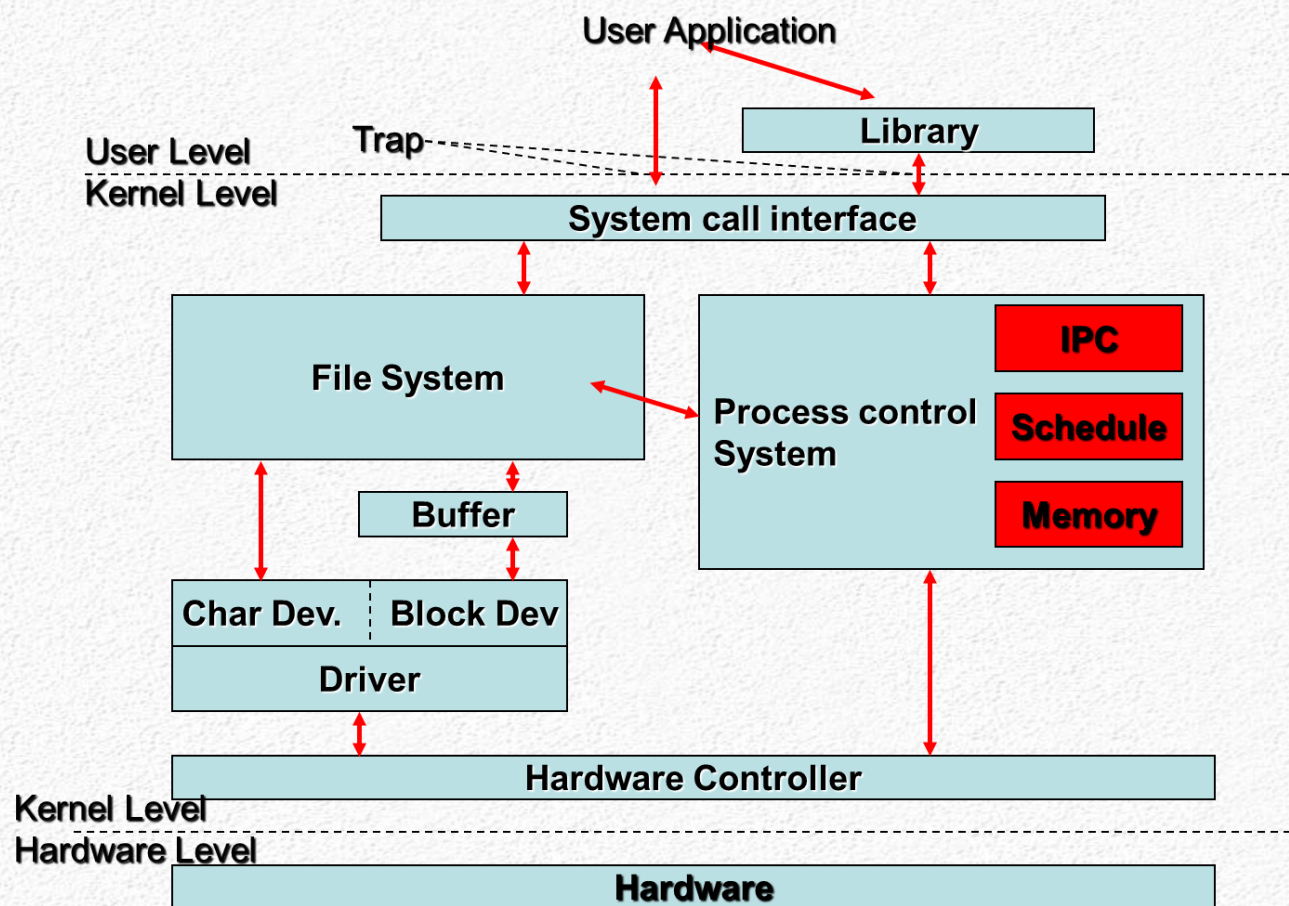 User Application
Library
Trap
User Level
Kernel Level
System call interface
File System
IPC
Process control
System
Schedule
Memory
Buffer
Char Dev.
Block Dev
Driver
Hardware Controller
Kernel Level
Hardware Level
Hardware